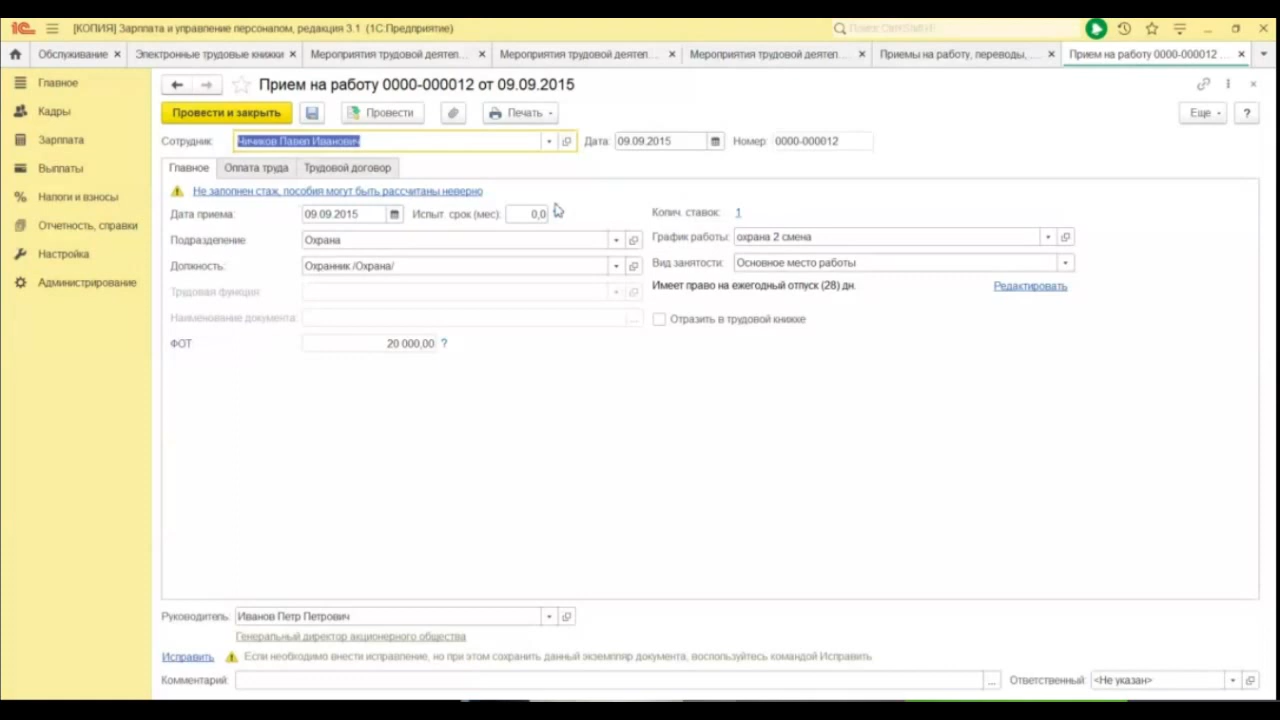 [КОПИЯ] Зарплата и управление персоналом, редакция 3.1 (1С:Предприятие)
Обслуживание
Электронные трудовые книжки
Мероприятия трудовой деятел...
Мероприятия трудовой деятеп...
Мероприятия трудовой деятеп...
Приемы на работу, переводы, ...
Прием на работу 0000-000012 ...
Главное
Кадры
Зарплата
Выплаты
Налоги и взносы
Отчетность, справки
Настройка
Администрирование
Прием на работу 0000-000012 от 09.09.2015
Провести и закрыть
Провести
Печать
Еще
?
Сотрудник: Чичиков Павел Иванович Дата: 09.09.2015 Номер: 0000-000012
Главное Оплата труда Трудовой договор
Не заполнен стаж, пособия могут быть рассчитаны неверно
Дата приема: 09.09.2015 Испыт. срок (мес): 0,0
Колич. ставок: 1
Подразделение Охрана
График работы: охрана 2 смена
Должность: Охранник /Охрана/
Вид занятости: Основное место работы
Трудовая функция:
Имеет право на ежегодный отпуск (28) дн. Редактировать
Наименование документа:
Отразить в трудовой книжке
ФОТ 20 000,00 ?
Руководитель: Иванов Петр Петрович
Генеральный директор акционерного общества
Исправить Если необходимо внести исправление, но при этом сохранить данный экземпляр документа, воспользуйтесь командой Исправить
Комментарий: ... Ответственный: <Не указан>